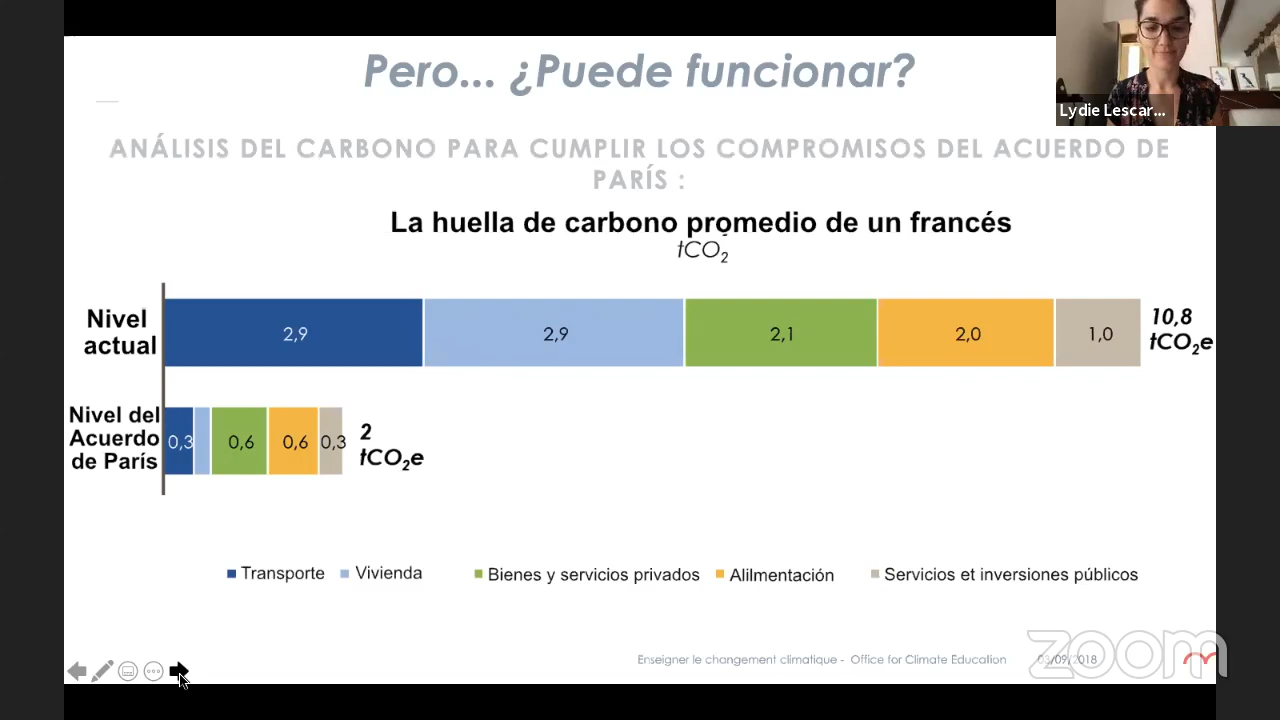 Pero... ¿Puede funcionar?
Lydie Lescar...
ANÁLISIS DEL CARBONO PARA CUMPLIR LOS COMPROMISOS DEL ACUERDO DE
PARÍS :
La huella de carbono promedio de un francés
tCO₂
Nivel
actual
2,9
2,9
2,1
2,0
1,0
10,8
tCO₂e
Nivel del
Acuerdo
de París
0,3
0,6
0,6
0,3
2
tCO₂e
Transporte
Vivienda
Bienes y servicios privados
Alilmentación
Servicios et inversiones públicos
Enseigner le changement climatique - Office for Climate Education
03/09/2018
zoom